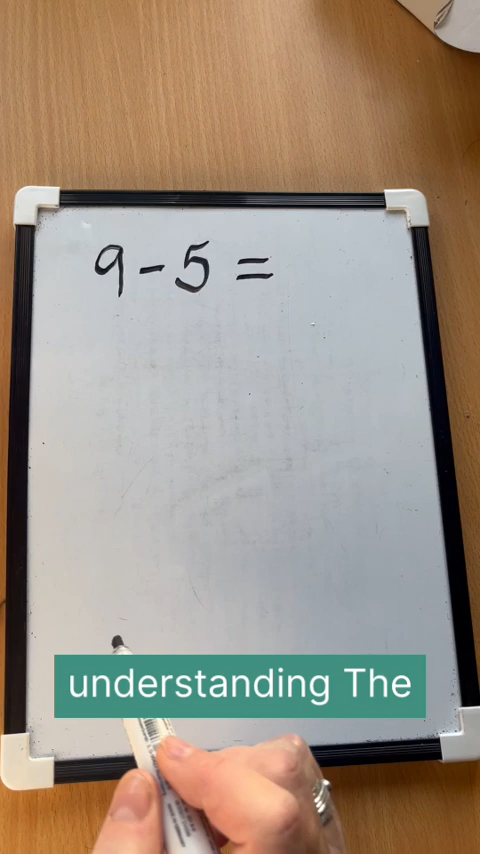 9 - 5 =
understanding The